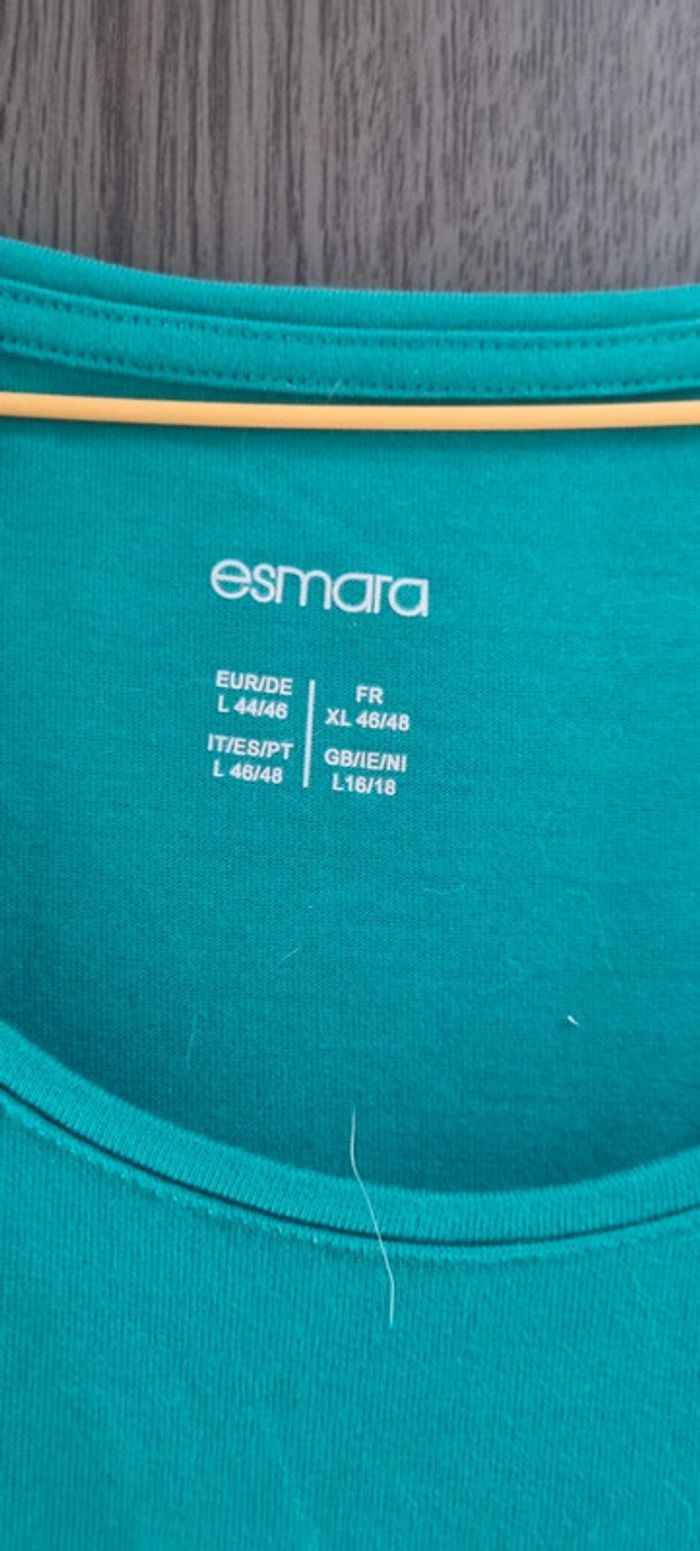 esmara
EUR/DE
L 44/46
IT/ES/PT
L 46/48
FR
XL 46/48
GB/IE/NI
L16/18